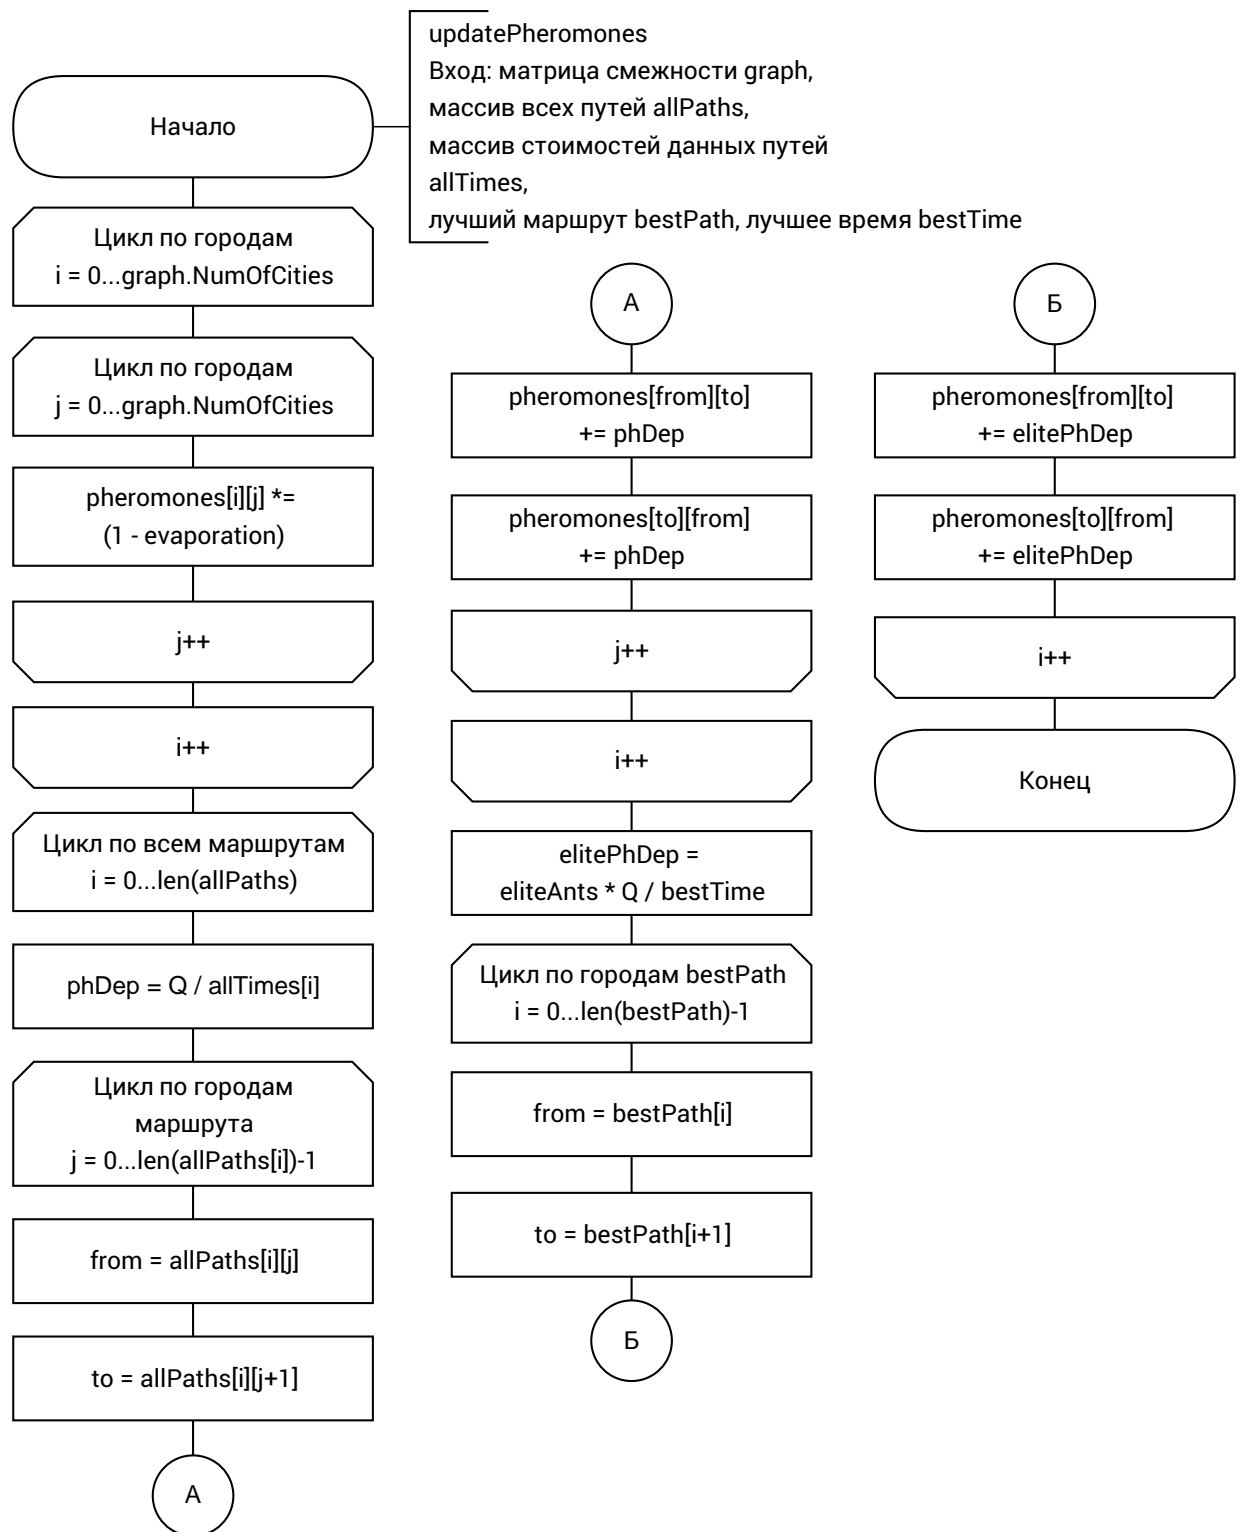 updatePheromones
Вход: матрица смежности graph,
массив всех путей allPaths,
массив стоимостей данных путей
allTimes,
лучший маршрут bestPath, лучшее время bestTime
Начало
Цикл по городам
i = 0...graph.NumOfCities
Цикл по городам
j = 0...graph.NumOfCities
pheromones[i][j] *=
(1 - evaporation)
j++
i++
Цикл по всем маршрутам
i = 0...len(allPaths)
phDep = Q / allTimes[i]
Цикл по городам
маршрута
j = 0...len(allPaths[i])-1
from = allPaths[i][j]
to = allPaths[i][j+1]
А
А
pheromones[from][to]
+= phDep
pheromones[to][from]
+= phDep
j++
i++
elitePhDep =
eliteAnts * Q / bestTime
Цикл по городам bestPath
i = 0...len(bestPath)-1
from = bestPath[i]
to = bestPath[i+1]
Б
Б
pheromones[from][to]
+= elitePhDep
pheromones[to][from]
+= elitePhDep
i++
Конец